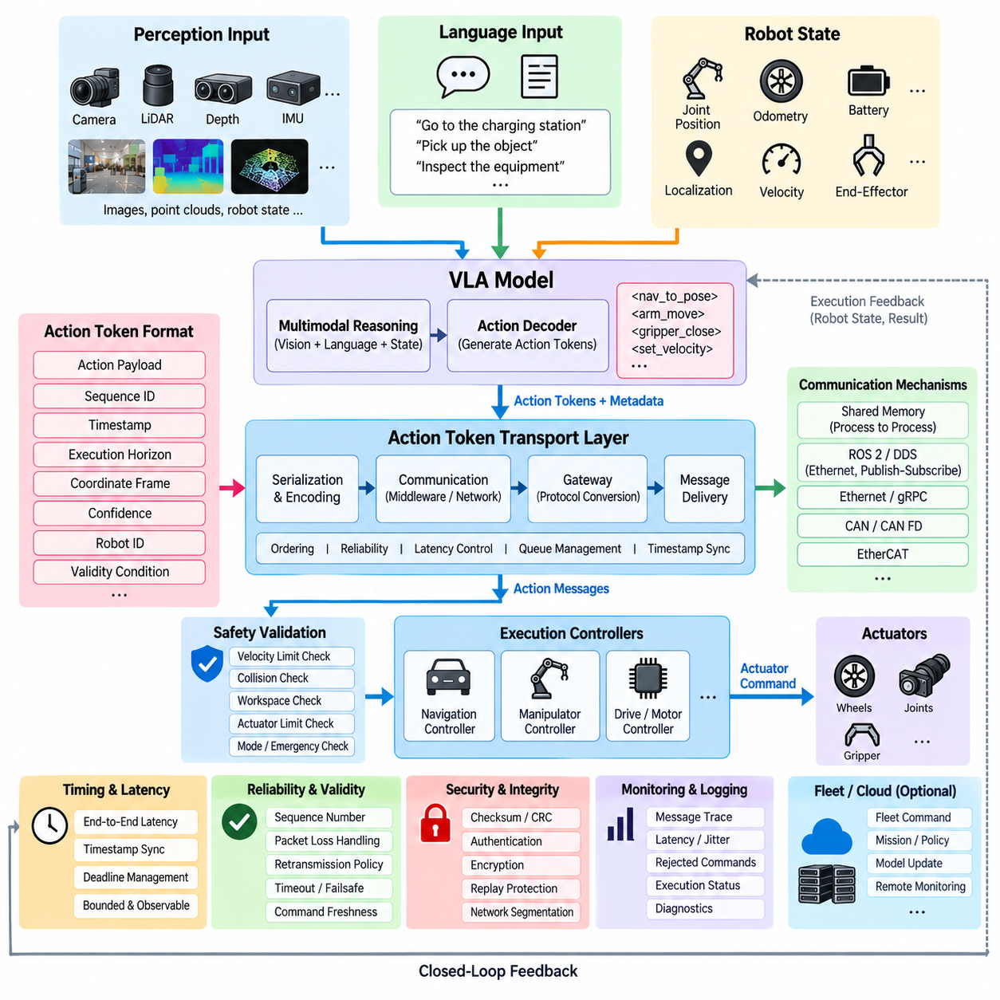 Perception Input
Camera
LiDAR
Depth
IMU
...
...
Images, point clouds, robot state ...
Language Input
“Go to the charging station”
“Pick up the object”
“Inspect the equipment”
...
Robot State
Joint
Position
Odometry
Battery
...
Localization
Velocity
End-Effector
...
VLA Model
Multimodal Reasoning
(Vision + Language + State)
Action Decoder
(Generate Action Tokens)
<nav_to_pose>
<arm_move>
<gripper_close>
<set_velocity>
...
Execution Feedback
(Robot State, Result)
Action Token Format
Action Payload
Sequence ID
Timestamp
Execution Horizon
Coordinate Frame
Confidence
Robot ID
Validity Condition
...
Action Tokens + Metadata
Action Token Transport Layer
Serialization
& Encoding
Communication
(Middleware / Network)
Gateway
(Protocol Conversion)
Message
Delivery
Ordering | Reliability | Latency Control | Queue Management | Timestamp Sync
Communication Mechanisms
Shared Memory
(Process to Process)
ROS 2 / DDS
(Ethernet, Publish-Subscribe)
Ethernet / gRPC
CAN / CAN FD
EtherCAT
...
Action Messages
Safety Validation
Velocity Limit Check
Collision Check
Workspace Check
Actuator Limit Check
Mode / Emergency Check
Execution Controllers
Navigation
Controller
Manipulator
Controller
Drive / Motor
Controller
...
Actuator
Command
Actuators
Wheels
Joints
Gripper
...
Timing & Latency
End-to-End Latency
Timestamp Sync
Deadline Management
Bounded & Observable
Reliability & Validity
Sequence Number
Packet Loss Handling
Retransmission Policy
Timeout / Failsafe
Command Freshness
Security & Integrity
Checksum / CRC
Authentication
Encryption
Replay Protection
Network Segmentation
Monitoring & Logging
Message Trace
Latency / Jitter
Rejected Commands
Execution Status
Diagnostics
Fleet / Cloud (Optional)
Fleet Command
Mission / Policy
Model Update
Remote Monitoring
...
Closed-Loop Feedback